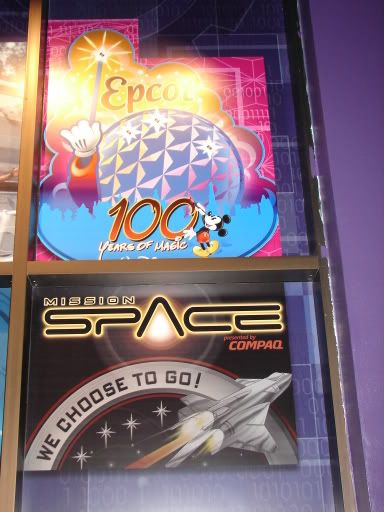 Epcot
100
YEARS OF MAGIC
MISSION
SPACE
presented by
COMPAQ
WE CHOOSE TO GO!